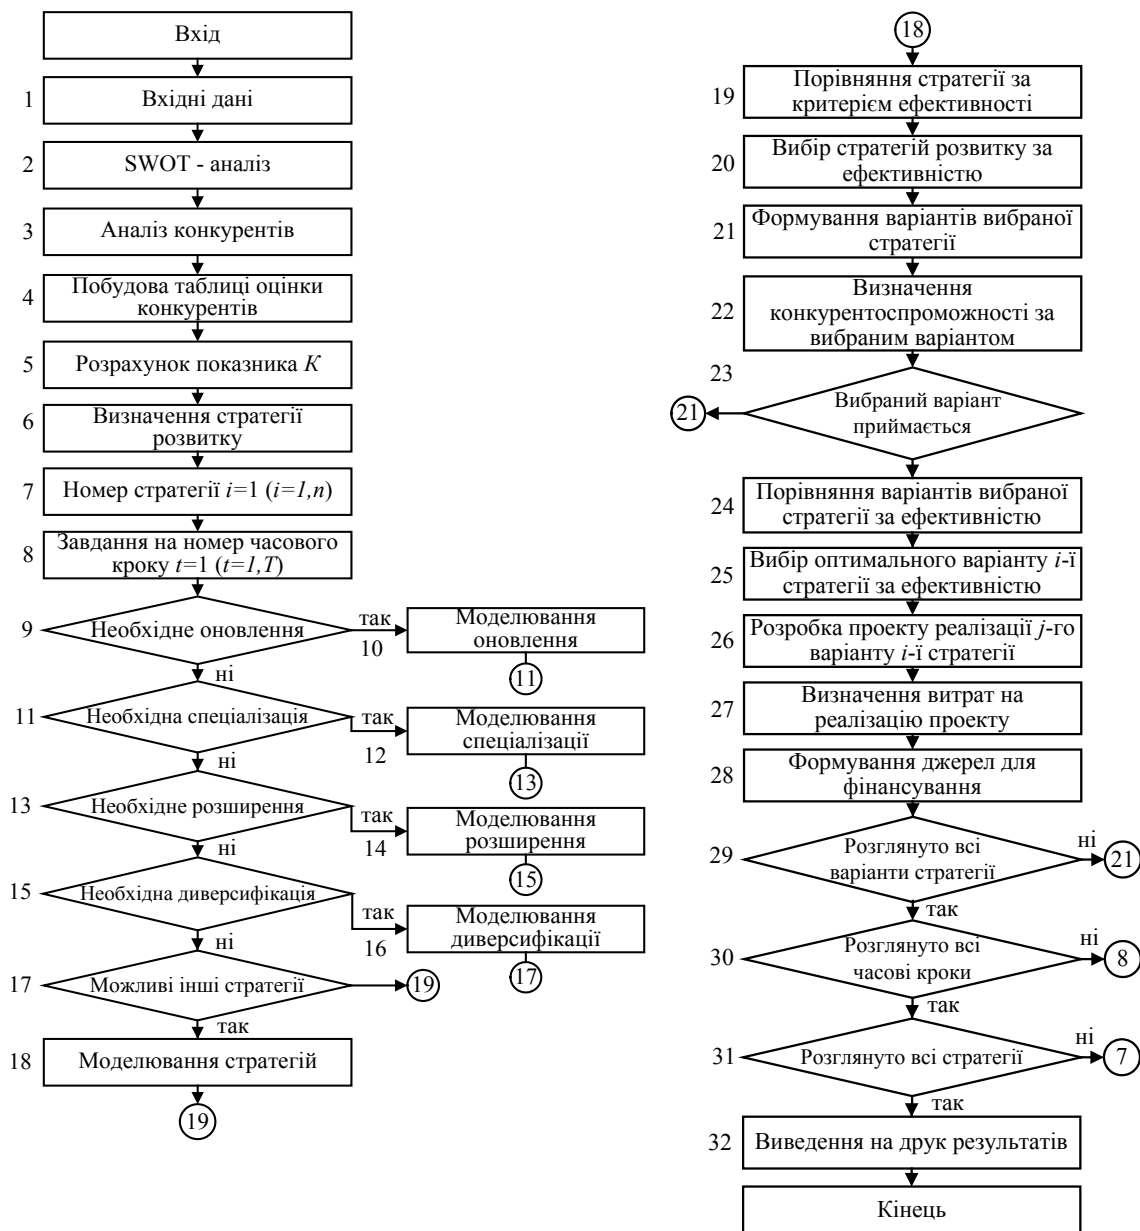 Вхід
1
Вхідні дані
2
SWOT - аналіз
3
Аналіз конкурентів
4
Побудова таблиці оцінки
конкурентів
5
Розрахунок показника К
6
Визначення стратегії
розвитку
7
Номер стратегії i=1 (i=1,n)
8
Завдання на номер часового
кроку t=1 (t=1,T)
9
Необхідне оновлення
так
10
Моделювання
оновлення
11
ні
11
Необхідна спеціалізація
так
12
Моделювання
спеціалізації
13
ні
13
Необхідне розширення
так
14
Моделювання
розширення
15
ні
15
Необхідна диверсифікація
так
16
Моделювання
диверсифікації
17
ні
17
Можливі інші стратегії
19
так
18
Моделювання стратегій
19
18
19
Порівняння стратегії за
критерієм ефективності
20
Вибір стратегій розвитку за
ефективністю
21
Формування варіантів вибраної
стратегії
22
Визначення
конкурентоспроможності за
вибраним варіантом
23
Вибраний варіант
приймається
21
24
Порівняння варіантів вибраної
стратегії за ефективністю
25
Вибір оптимального варіанту i-ї
стратегії за ефективністю
26
Розробка проекту реалізації j-го
варіанту i-ї стратегії
27
Визначення витрат на
реалізацію проекту
28
Формування джерел для
фінансування
29
Розглянуто всі
варіанти стратегії
ні
21
так
30
Розглянуто всі
часові кроки
ні
8
так
31
Розглянуто всі стратегії
ні
7
так
32
Виведення на друк результатів
Кінець